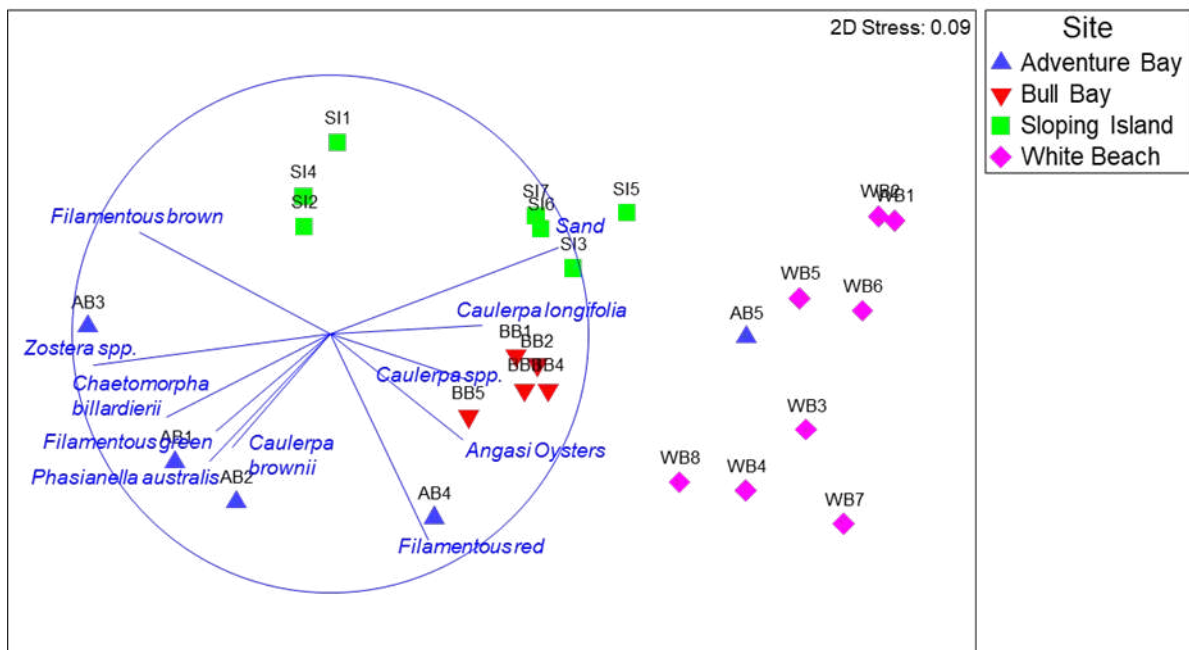 2D Stress: 0.09
Site
Adventure Bay
Bull Bay
Sloping Island
White Beach
SI1
SI4
SI2
SI7
SI6
SI5
SI3
WB2
WB1
Filamentous brown
Sand
WB5
WB6
AB3
AB5
Caulerpa longifolia
BB1
BB2
Zostera spp.
Caulerpa spp.
BB4
Chaetomorpha
billardierii
BB5
AB1
Filamentous green
Caulerpa
brownii
Angasi Oysters
WB3
Phasianella australis
AB2
WB8
WB4
AB4
WB7
Filamentous red